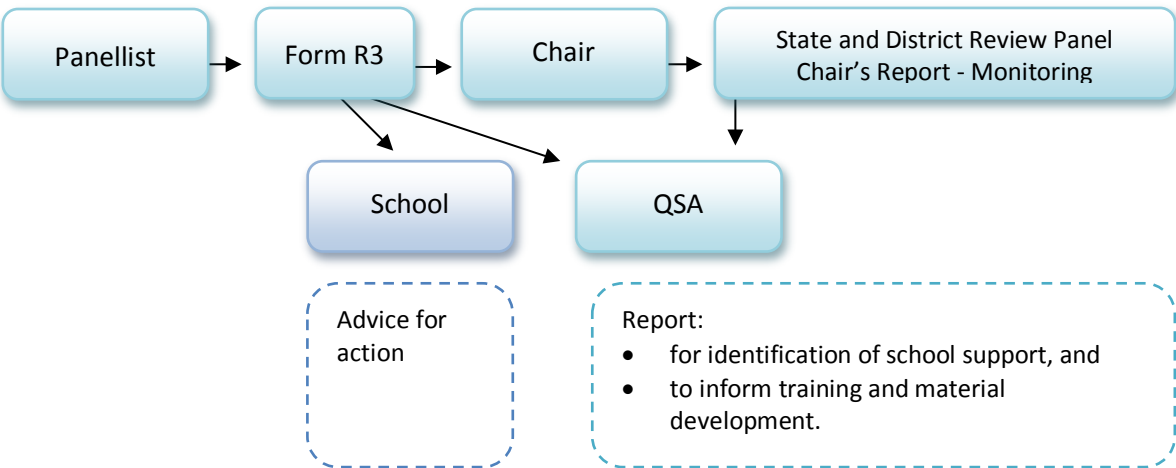 Panellist
Form R3
Chair
State and District Review Panel
Chair's Report - Monitoring
School
QSA
Advice for
action
Report:
• for identification of school support, and
• to inform training and material
development.